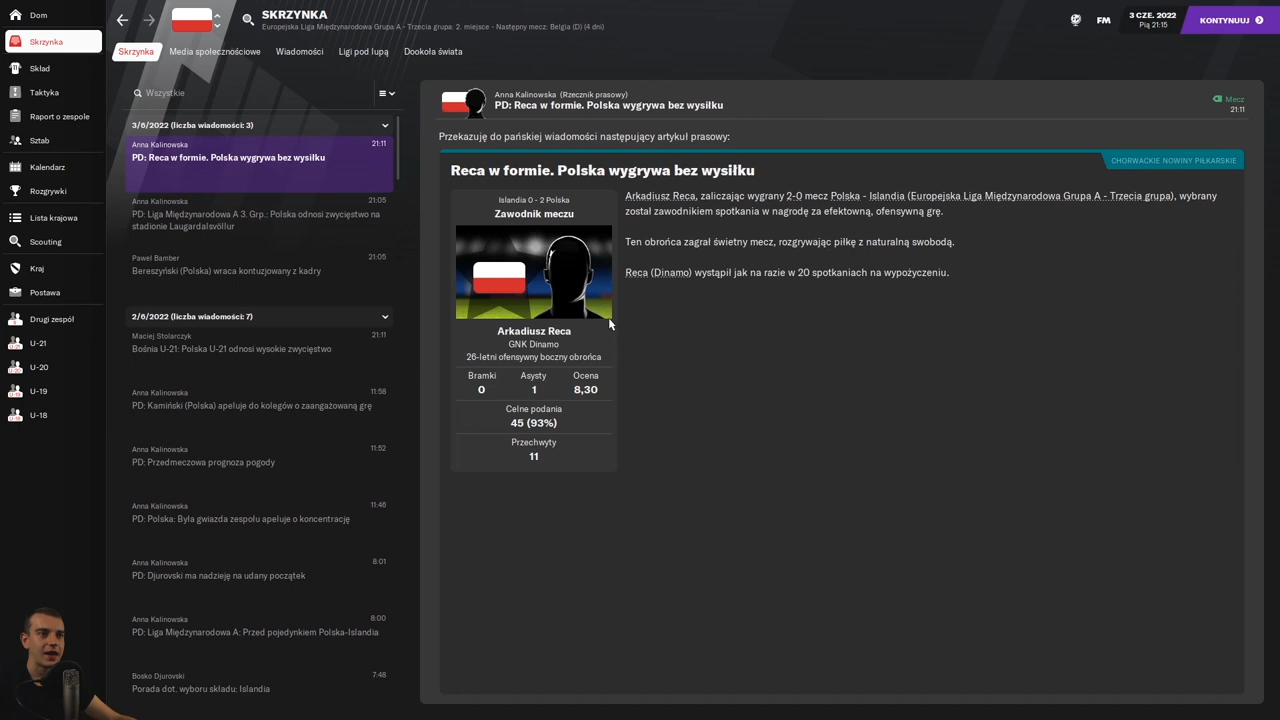 Dom
Skrzynka
Skład
Taktyka
Raport o zespole
Sztab
Kalendarz
Rozgrywki
Lista krajowa
Scouting
Kraj
Postawa
Drugi zespół
U-21
U-20
U-19
U-18
SKRZYNKA
Europejska Liga Międzynarodowa Grupa A - Trzecia grupa. 2. miejsce - Następny mecz: Belgia (D) (4 dni)
FM
3 CZE. 2022
Pią 21:15
KONTYNUUJ
Skrzynka
Media społecznościowe
Wiadomości
Ligi pod lupą
Dookoła świata
Wszystkie
3/6/2022 (liczba wiadomości: 3)
Anna Kalinowska 21:11
PD: Reca w formie. Polska wygrywa bez wysiłku
Anna Kalinowska 21:05
PD: Liga Międzynarodowa A 3. Grp.: Polska odnosi zwycięstwo na
stadionie Laugardalsvöllur
Paweł Bamber 21:05
Bereszyński (Polska) wraca kontuzjowany z kadry
2/6/2022 (liczba wiadomości: 7)
Maciej Stolarczyk 21:11
Bośnia U-21: Polska U-21 odnosi wysokie zwycięstwo
Anna Kalinowska 11:58
PD: Kamiński (Polska) apeluje do kolegów o zaangażowaną grę
Anna Kalinowska 11:52
PD: Przedmeczowa prognoza pogody
Anna Kalinowska 11:46
PD: Polska: Była gwiazda zespołu apeluje o koncentrację
Anna Kalinowska 8:01
PD: Djurovski ma nadzieję na udany początek
Anna Kalinowska 8:00
PD: Liga Międzynarodowa A: Przed pojedynkiem Polska-Islandia
Bosko Djurovski 7:48
Porada dot. wyboru składu: Islandia
Anna Kalinowska (Rzecznik prasowy)
PD: Reca w formie. Polska wygrywa bez wysiłku
Mecz
21:11
Przekazuję do pańskiej wiadomości następujący artykuł prasowy:
CHORWACKIE NOWINY PIŁKARSKIE
Reca w formie. Polska wygrywa bez wysiłku
Islandia 0 - 2 Polska
Zawodnik meczu
Arkadiusz Reca
GNK Dinamo
26-letni ofensywny boczny obrońca
Bramki Asysty Ocena
0 1 8,30
Celne podania
45 (93%)
Przechwyty
11
Arkadiusz Reca, zaliczając wygrany 2-0 mecz Polska - Islandia (Europejska Liga Międzynarodowa Grupa A - Trzecia grupa), wybrany
został zawodnikiem spotkania w nagrodę za efektowną, ofensywną grę.
Ten obrońca zagrał świetny mecz, rozgrywając piłkę z naturalną swobodą.
Reca (Dinamo) wystąpił jak na razie w 20 spotkaniach na wypożyczeniu.